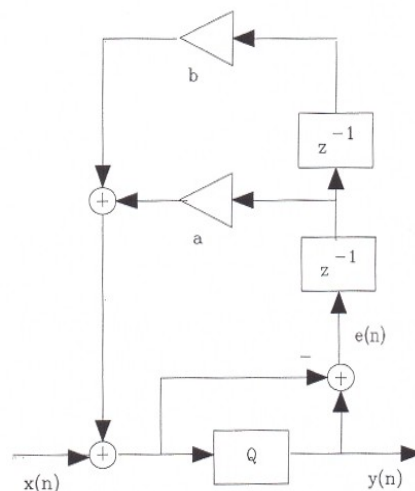 b
z⁻¹
+
a
z⁻¹
e(n)
−
+
+
Q
x(n)
y(n)